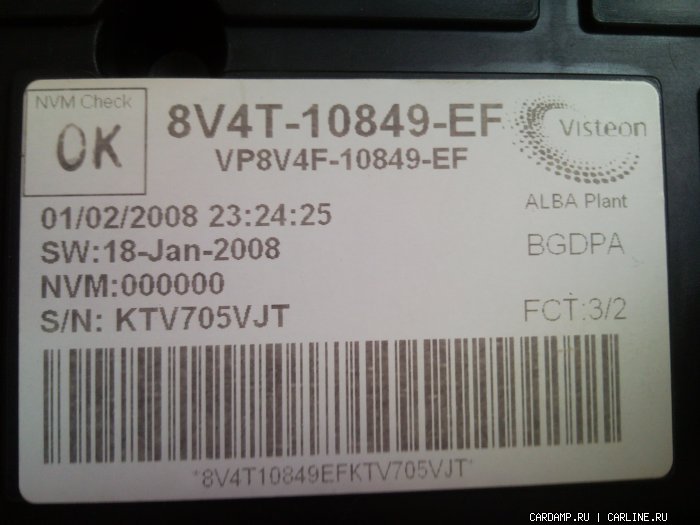 NVM Check
OK
8V4T-10849-EF
VP8V4F-10849-EF
Visteon
ALBA Plant
01/02/2008 23:24:25
BGDPA
SW:18-Jan-2008
NVM:000000
S/N: KTV705VJT
FCT:3/2
*8V4T10849EFKTV705VJT*
CARDAMP.RU | CARLINE.RU